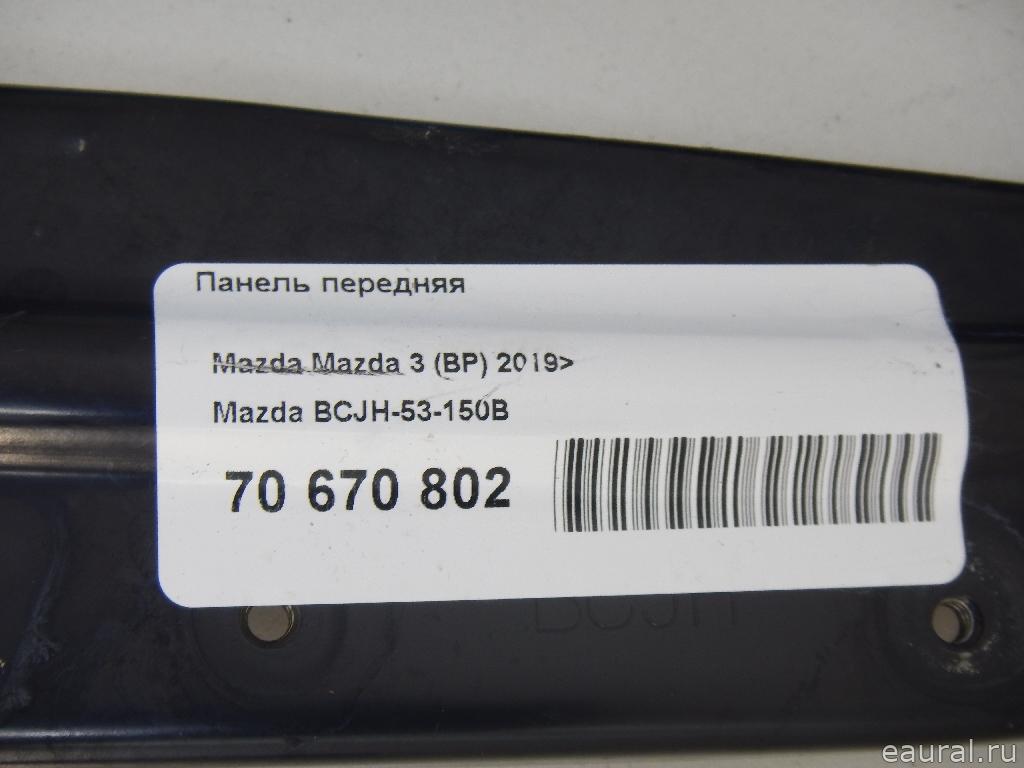 Панель передняя
Mazda Mazda 3 (BP) 2019>
Mazda BCJH-53-150B
70 670 802
BCJH
eaural.ru